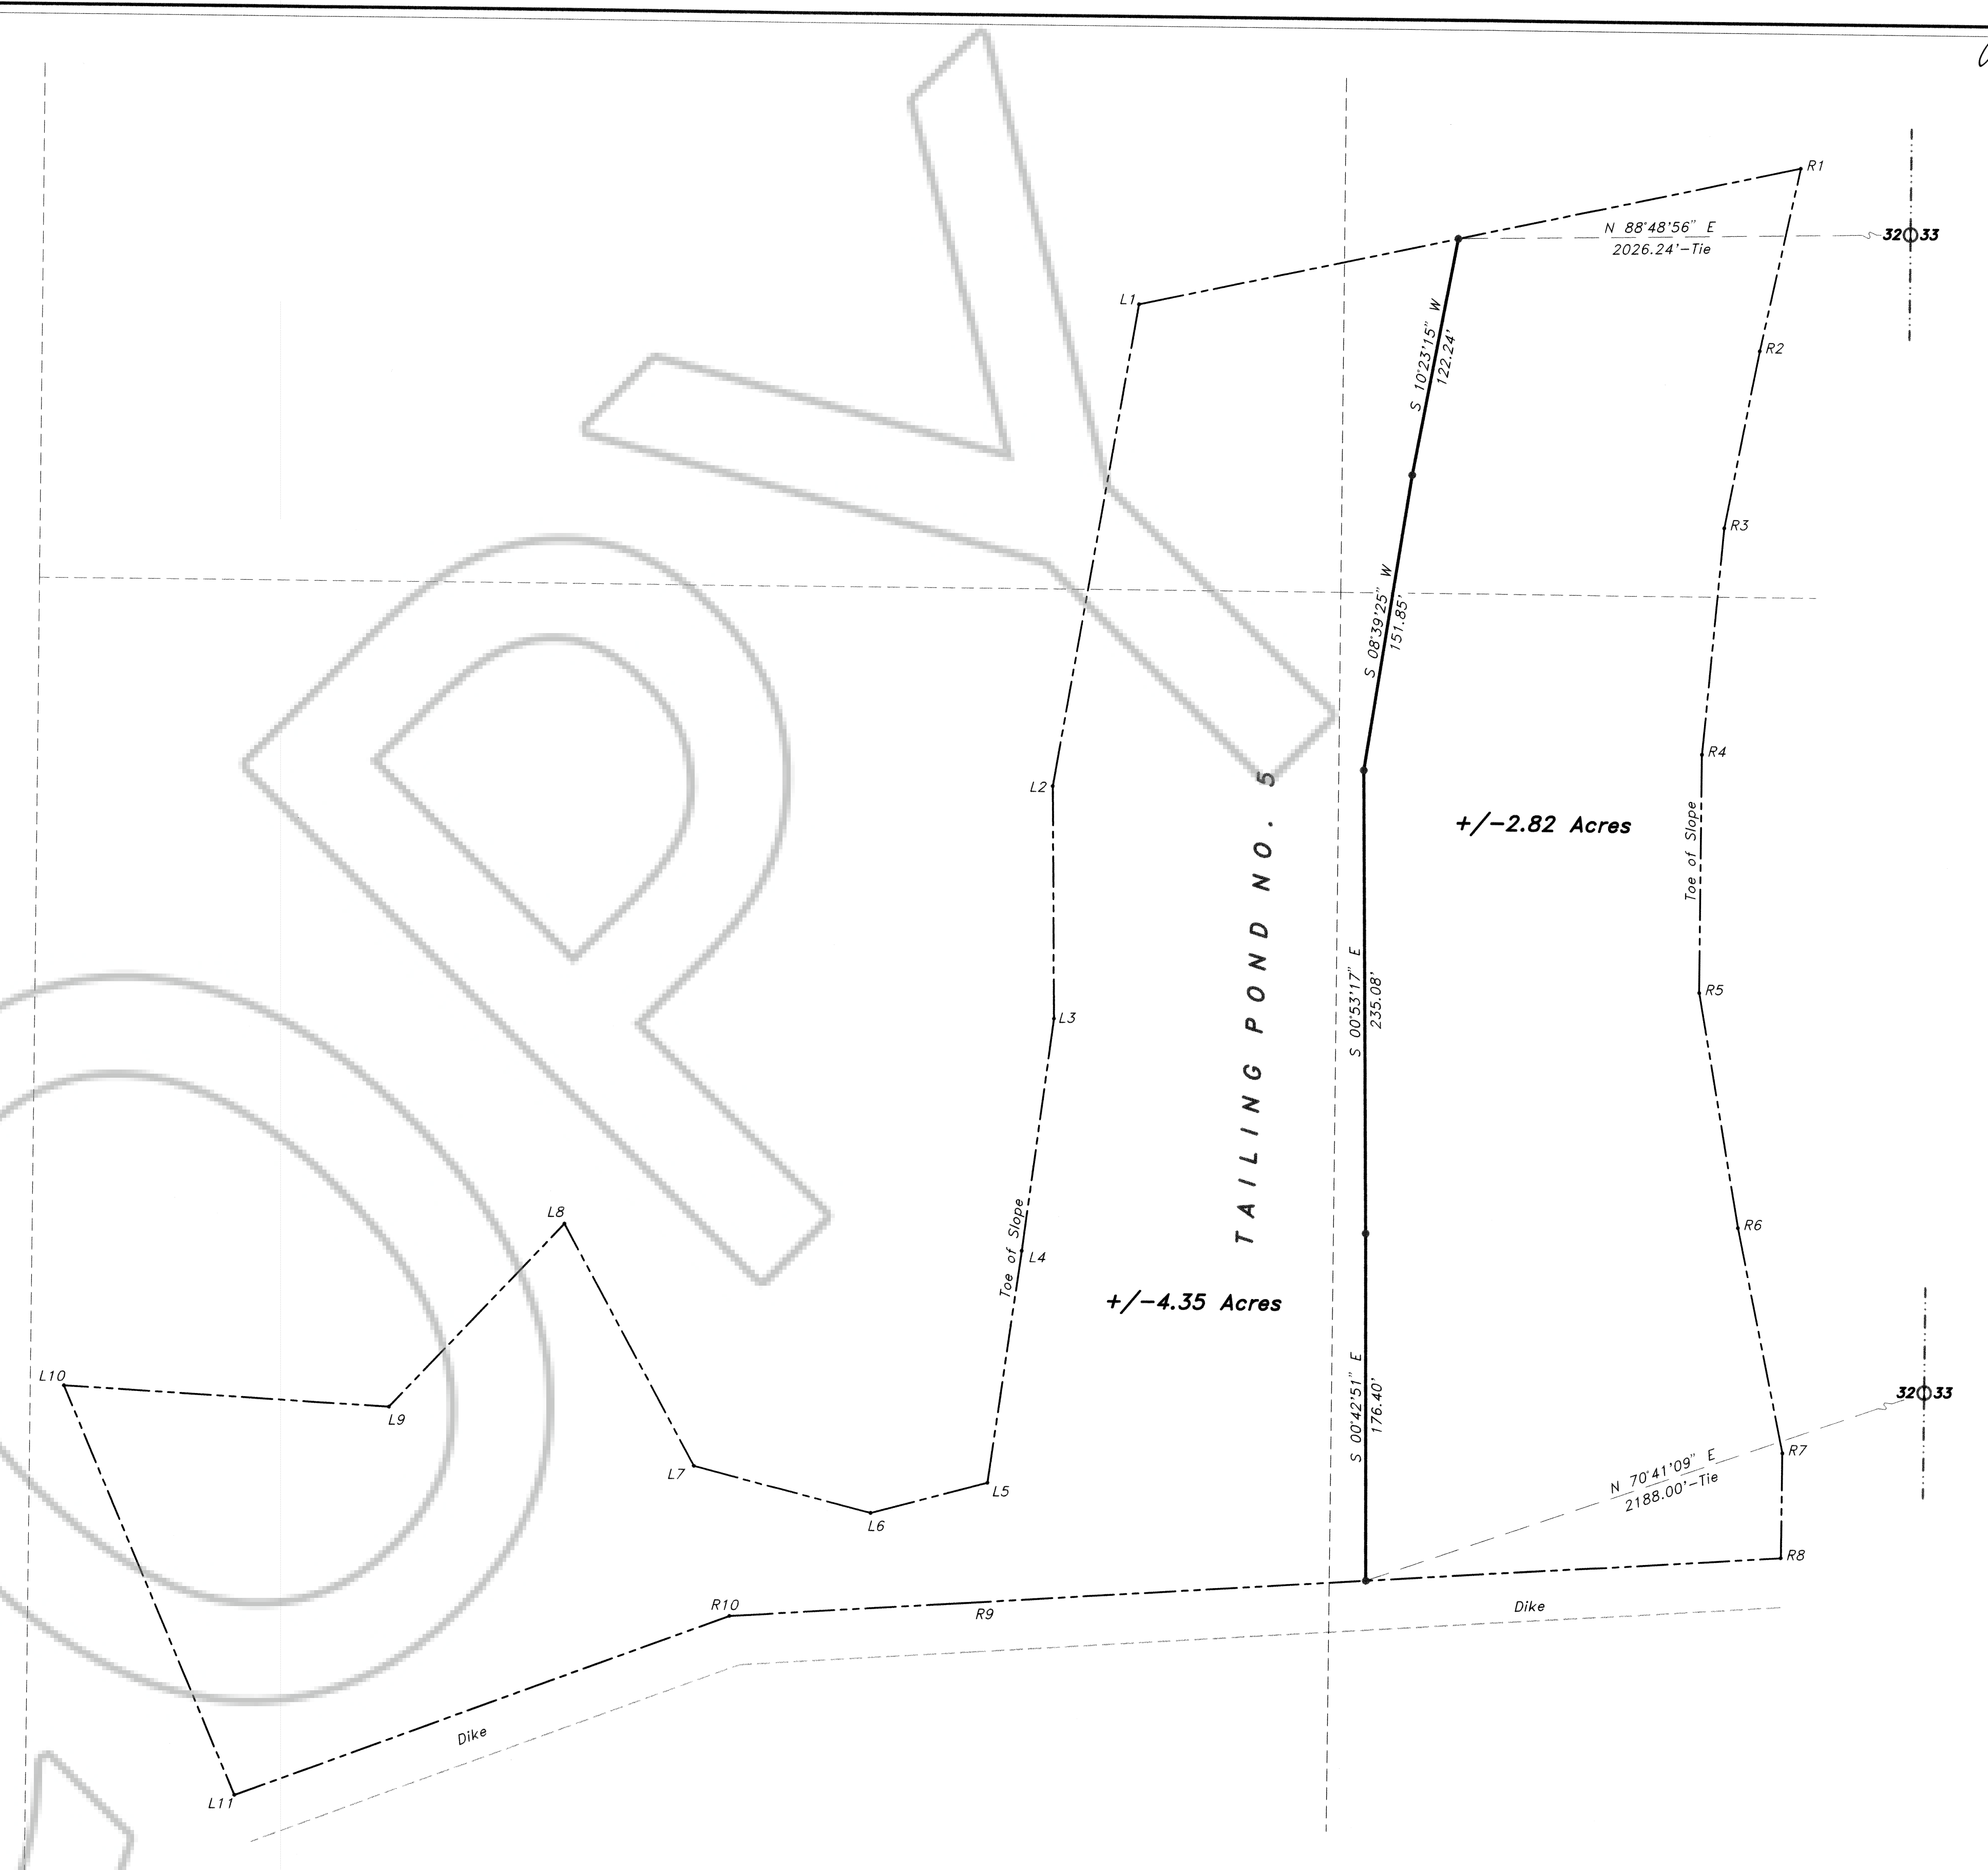 R1
N 88°48'56" E
2026.24'-Tie
32 33
L1
S 10°23'15" W
122.24'
R2
R3
S 08°39'25" W
151.85'
R4
L2
TAILING POND NO. 5
+/-2.82 Acres
Toe of Slope
S 00°53'17" E
235.08'
R5
L3
L8
Toe of Slope
L4
R6
+/-4.35 Acres
L10
L9
S 00°42'51" E
176.40'
32 33
R7
N 70°41'09" E
2188.00'-Tie
L7
L5
L6
R8
R10
R9
Dike
Dike
L11
COPY